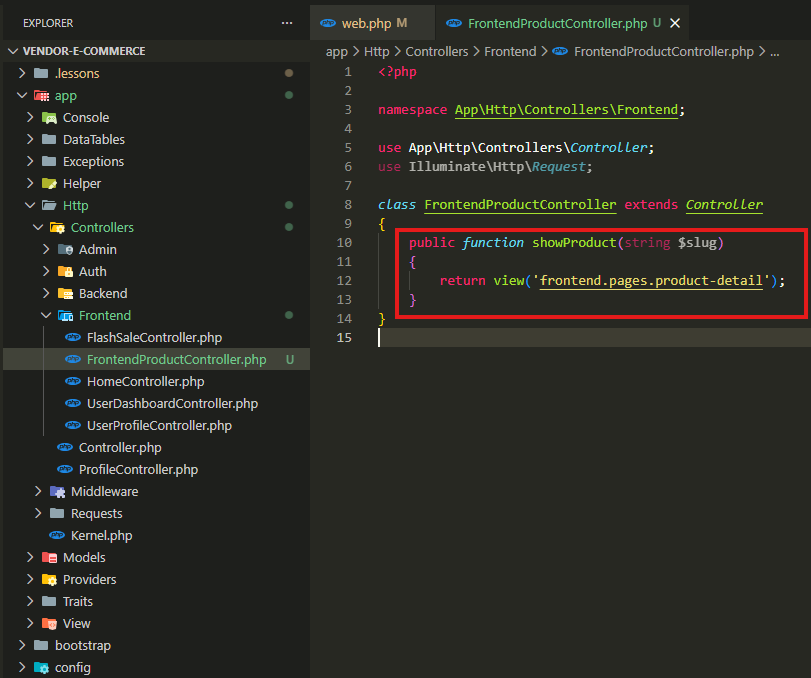 EXPLORER
VENDOR-E-COMMERCE
.lessons
app
Console
DataTables
Exceptions
Helper
Http
Controllers
Admin
Auth
Backend
Frontend
FlashSaleController.php
FrontendProductController.php U
HomeController.php
UserDashboardController.php
UserProfileController.php
Controller.php
ProfileController.php
Middleware
Requests
Kernel.php
Models
Providers
Traits
View
bootstrap
config
web.php M
FrontendProductController.php U
app > Http > Controllers > Frontend > FrontendProductController.php > ...
1 <?php
2
3 namespace App\Http\Controllers\Frontend;
4
5 use App\Http\Controllers\Controller;
6 use Illuminate\Http\Request;
7
8 class FrontendProductController extends Controller
9 {
10 public function showProduct(string $slug)
11 {
12 return view('frontend.pages.product-detail');
13 }
14 }
15